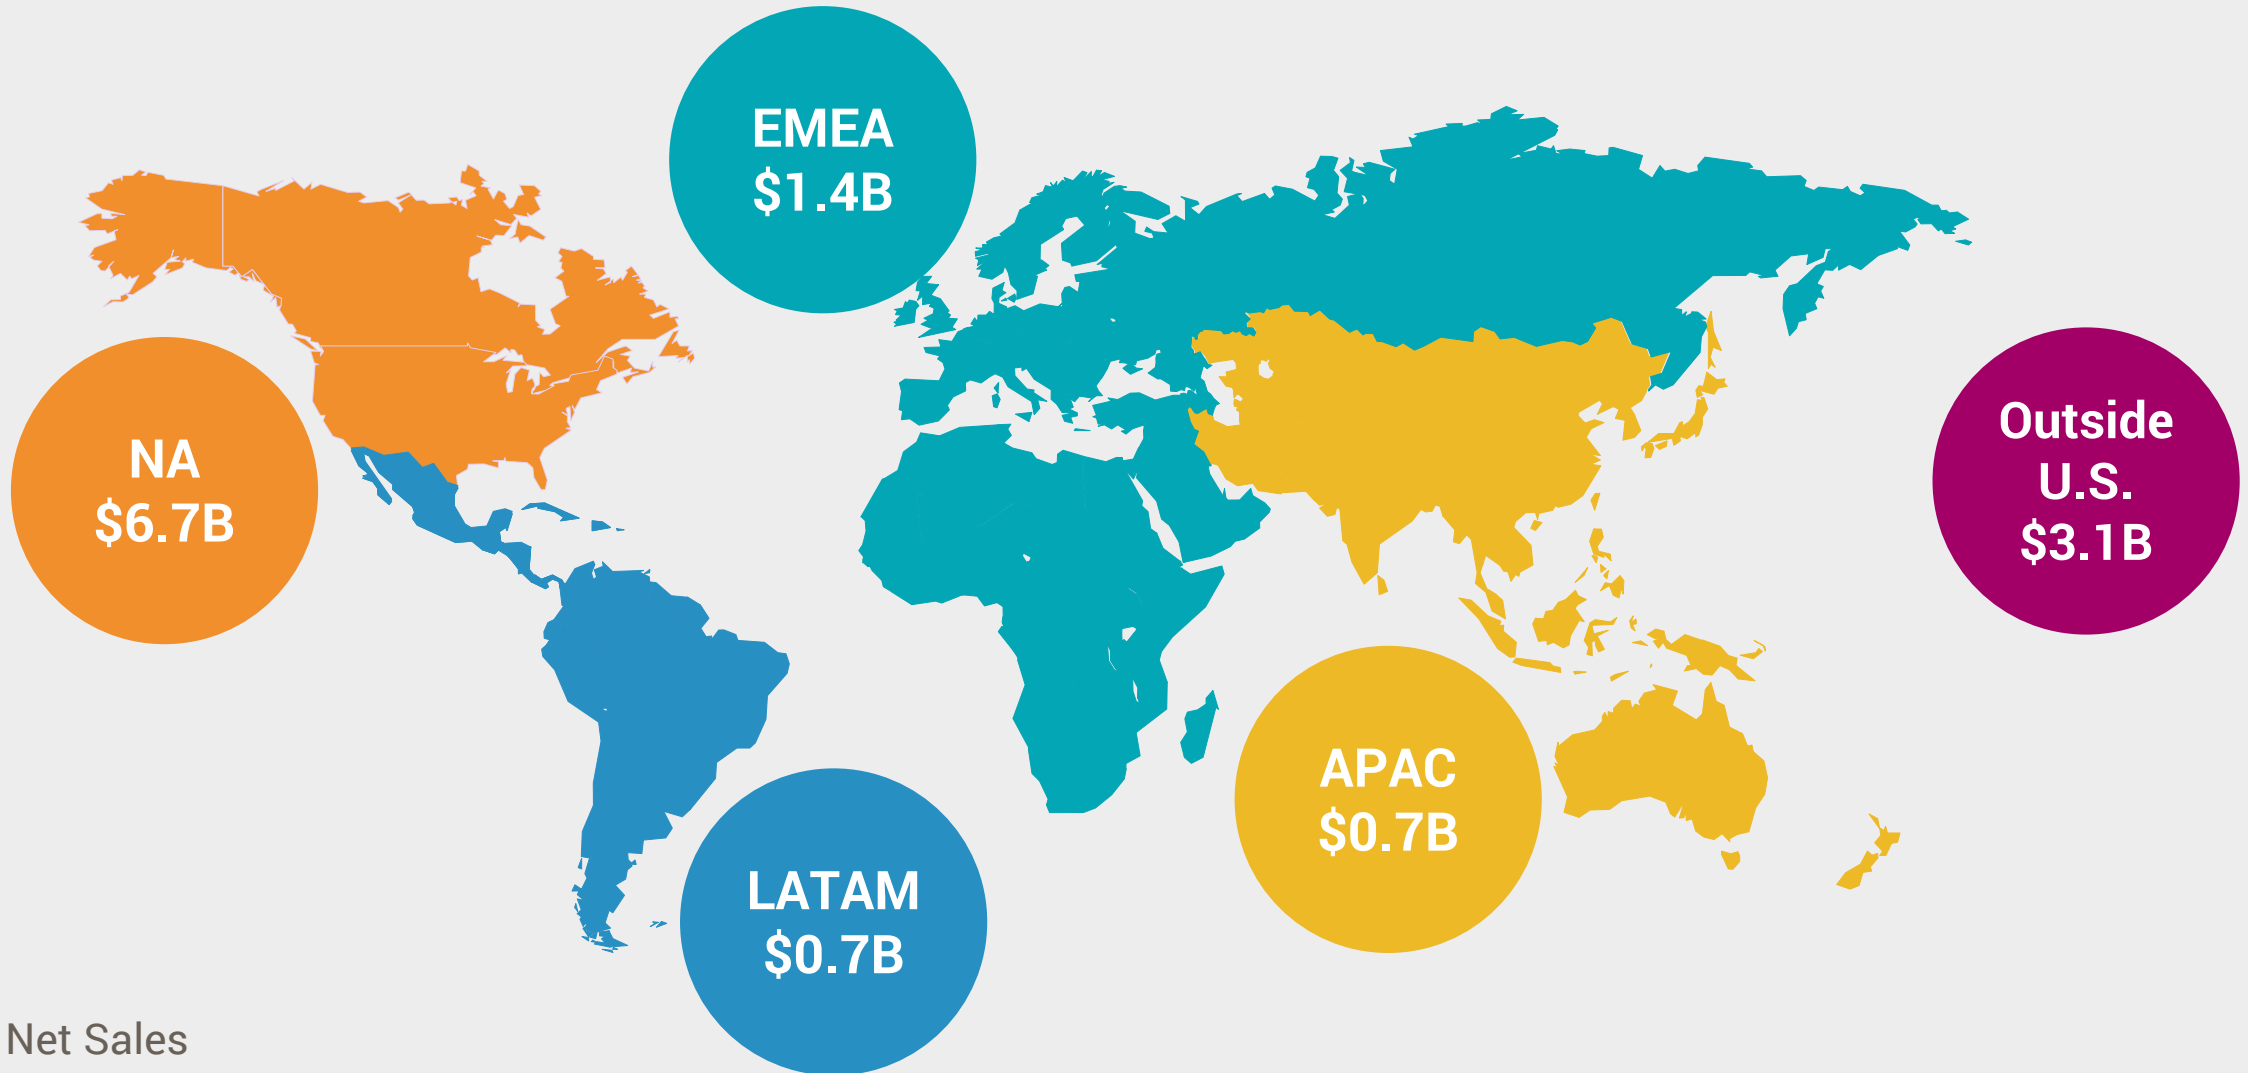 EMEA
$1.4B
NA
$6.7B
Outside
U.S.
$3.1B
APAC
$0.7B
LATAM
$0.7B
Net Sales